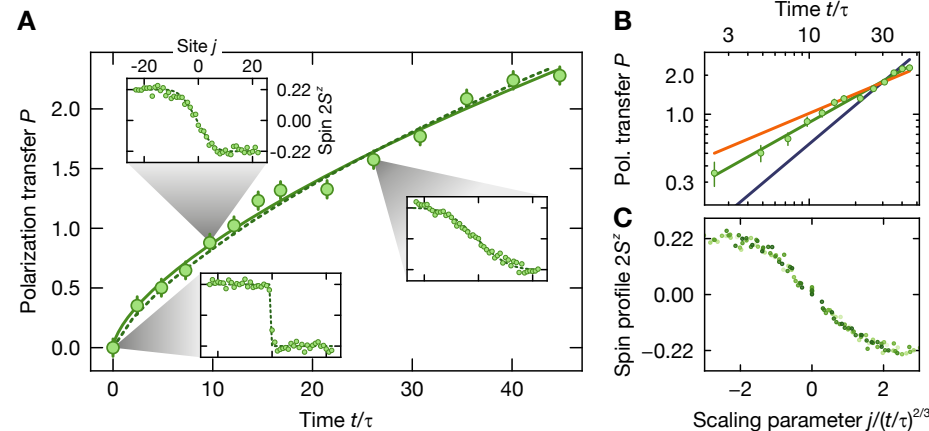 A
Site j
-20 0 20
0.22
0.00
-0.22
Spin 2Sᶻ
Polarization transfer P
2.0
1.5
1.0
0.5
0.0
0 10 20 30 40
Time t/τ
B
Time t/τ
3 10 30
Pol. transfer P
2.0
1.0
0.3
C
Spin profile 2Sᶻ
0.22
0.00
−0.22
−2 0 2
Scaling parameter j/(t/τ)²/³